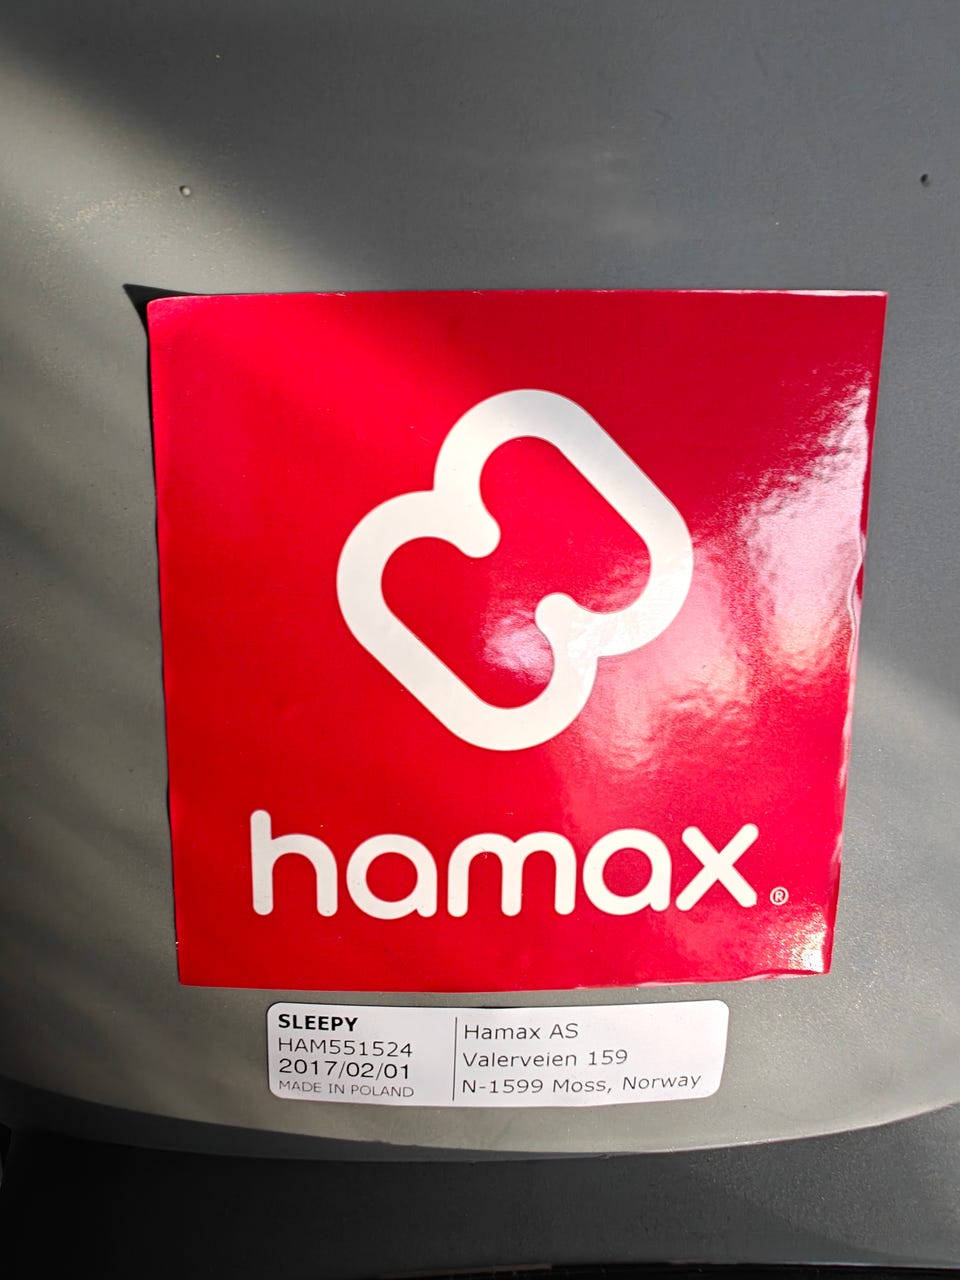 hamax®
SLEEPY
HAM551524
2017/02/01
MADE IN POLAND
Hamax AS
Valerveien 159
N-1599 Moss, Norway